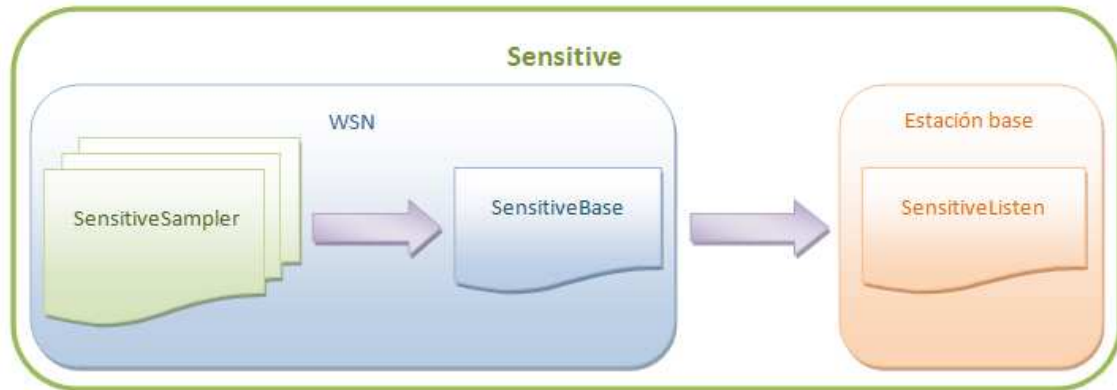 Sensitive
WSN
Estación base
SensitiveSampler
SensitiveBase
SensitiveListen